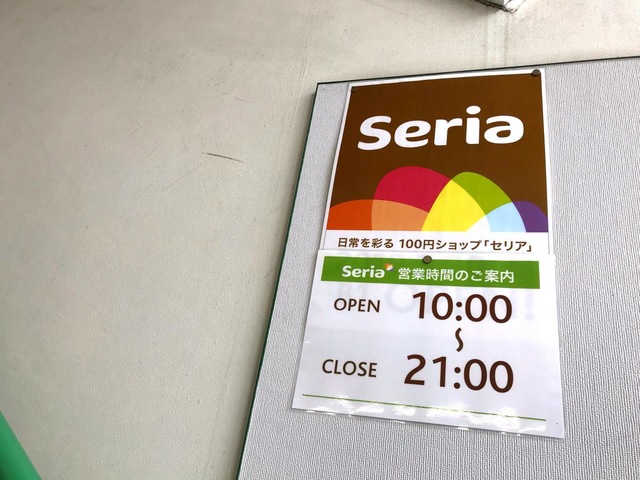 Seria
日常を彩る 100円ショップ「セリア」
Seria 営業時間のご案内
OPEN 10:00
〜
CLOSE 21:00